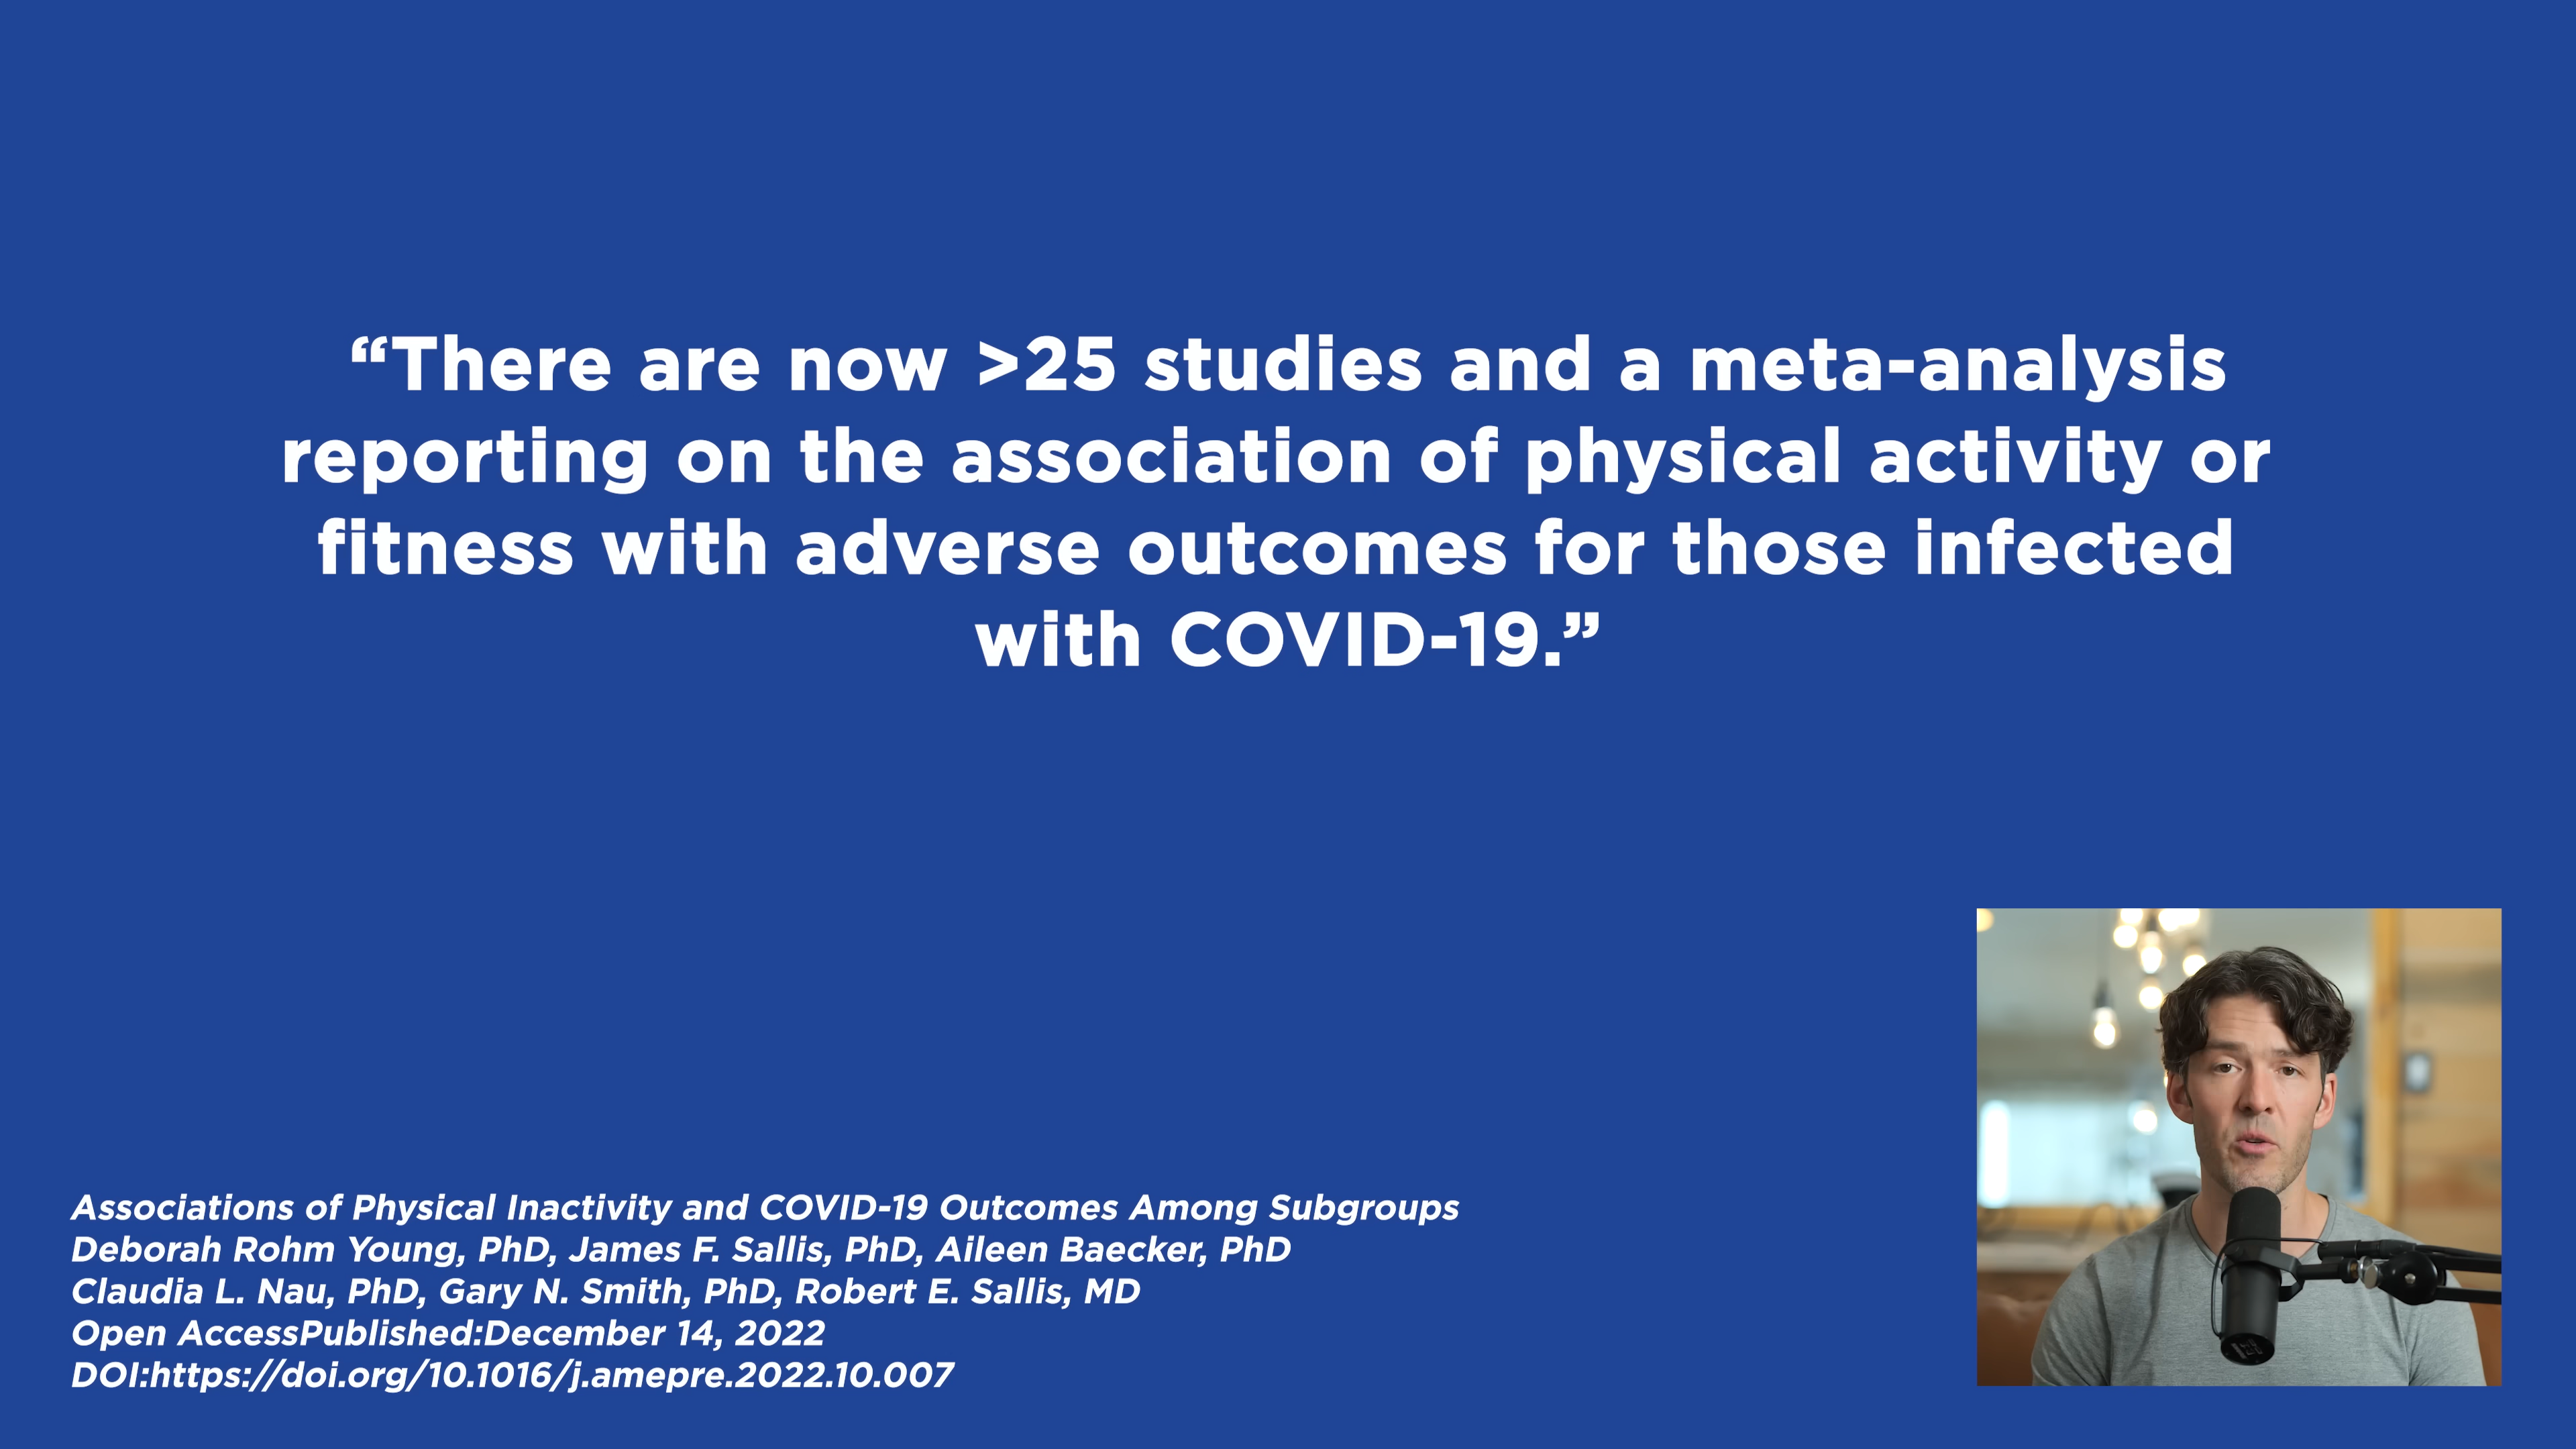 “There are now >25 studies and a meta-analysis
reporting on the association of physical activity or
fitness with adverse outcomes for those infected
with COVID-19.”
Associations of Physical Inactivity and COVID-19 Outcomes Among Subgroups
Deborah Rohm Young, PhD, James F. Sallis, PhD, Aileen Baecker, PhD
Claudia L. Nau, PhD, Gary N. Smith, PhD, Robert E. Sallis, MD
Open AccessPublished:December 14, 2022
DOI:https://doi.org/10.1016/j.amepre.2022.10.007